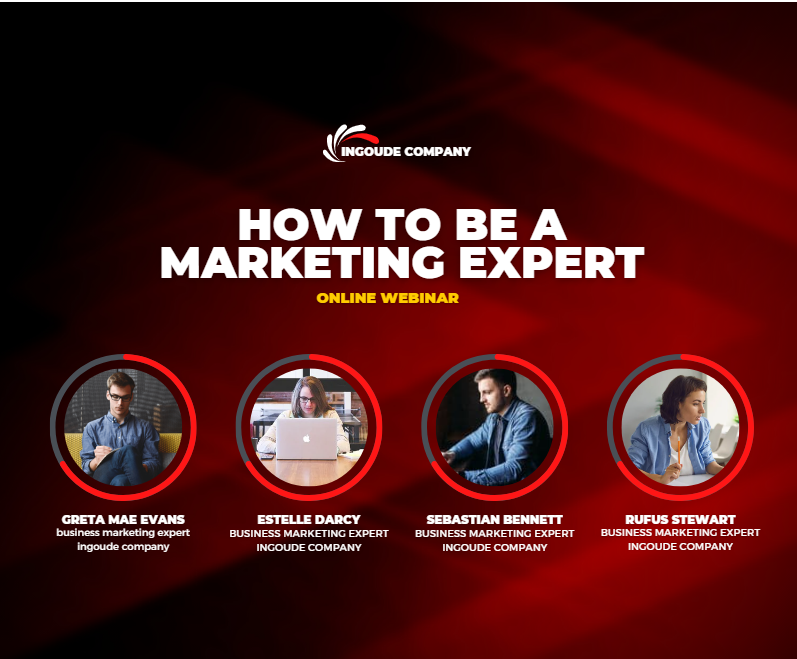 INGOUDE COMPANY
HOW TO BE A
MARKETING EXPERT
ONLINE WEBINAR
GRETA MAE EVANS
business marketing expert
ingoude company
ESTELLE DARCY
BUSINESS MARKETING EXPERT
INGOUDE COMPANY
SEBASTIAN BENNETT
BUSINESS MARKETING EXPERT
INGOUDE COMPANY
RUFUS STEWART
BUSINESS MARKETING EXPERT
INGOUDE COMPANY